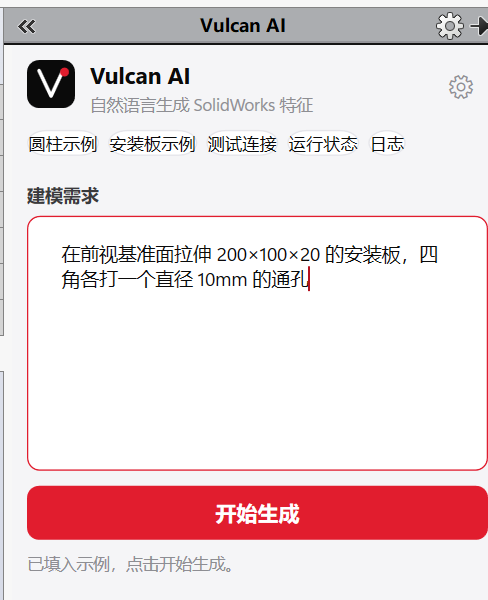 Vulcan AI
Vulcan AI
自然语言生成 SolidWorks 特征
圆柱示例 安装板示例 测试连接 运行状态 日志
建模需求
在前视基准面拉伸 200×100×20 的安装板，四
角各打一个直径 10mm 的通孔
开始生成
已填入示例，点击开始生成。